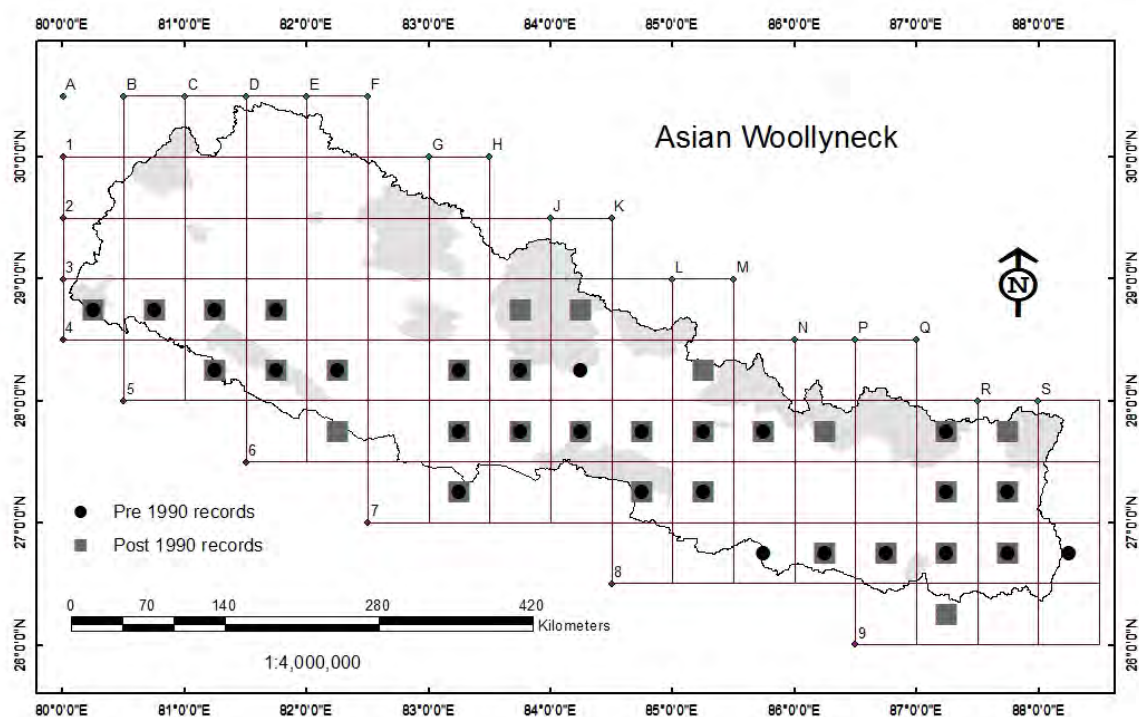 80°0'0"E 81°0'0"E 82°0'0"E 83°0'0"E 84°0'0"E 85°0'0"E 86°0'0"E 87°0'0"E 88°0'0"E
A B C D E F
Asian Woollyneck
30°0'0"N 1 G H 30°0'0"N
2 J K
29°0'0"N 3 L M 29°0'0"N
N
4 N P Q
28°0'0"N 5 R S 28°0'0"N
6
Pre 1990 records
27°0'0"N 7 27°0'0"N
Post 1990 records
8
0 70 140 280 420
Kilometers
26°0'0"N 9 26°0'0"N
1:4,000,000
80°0'0"E 81°0'0"E 82°0'0"E 83°0'0"E 84°0'0"E 85°0'0"E 86°0'0"E 87°0'0"E 88°0'0"E